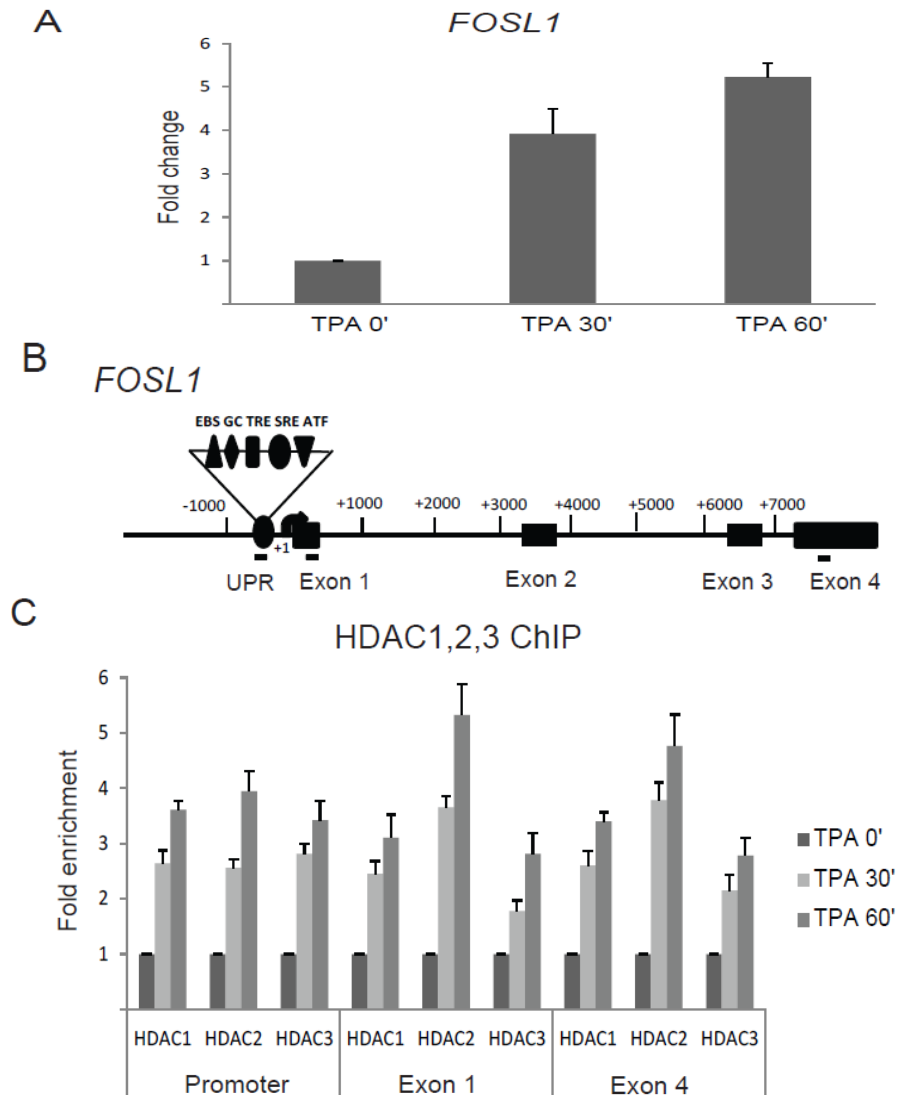 A
FOSL1
Fold change
6
5
4
3
2
1
TPA 0'
TPA 30'
TPA 60'
B
FOSL1
EBS GC TRE SRE ATF
-1000
+1
+1000
+2000
+3000
+4000
+5000
+6000
+7000
UPR
Exon 1
Exon 2
Exon 3
Exon 4
C
HDAC1,2,3 ChIP
Fold enrichment
6
5
4
3
2
1
TPA 0'
TPA 30'
TPA 60'
HDAC1 HDAC2 HDAC3 HDAC1 HDAC2 HDAC3 HDAC1 HDAC2 HDAC3
Promoter Exon 1 Exon 4